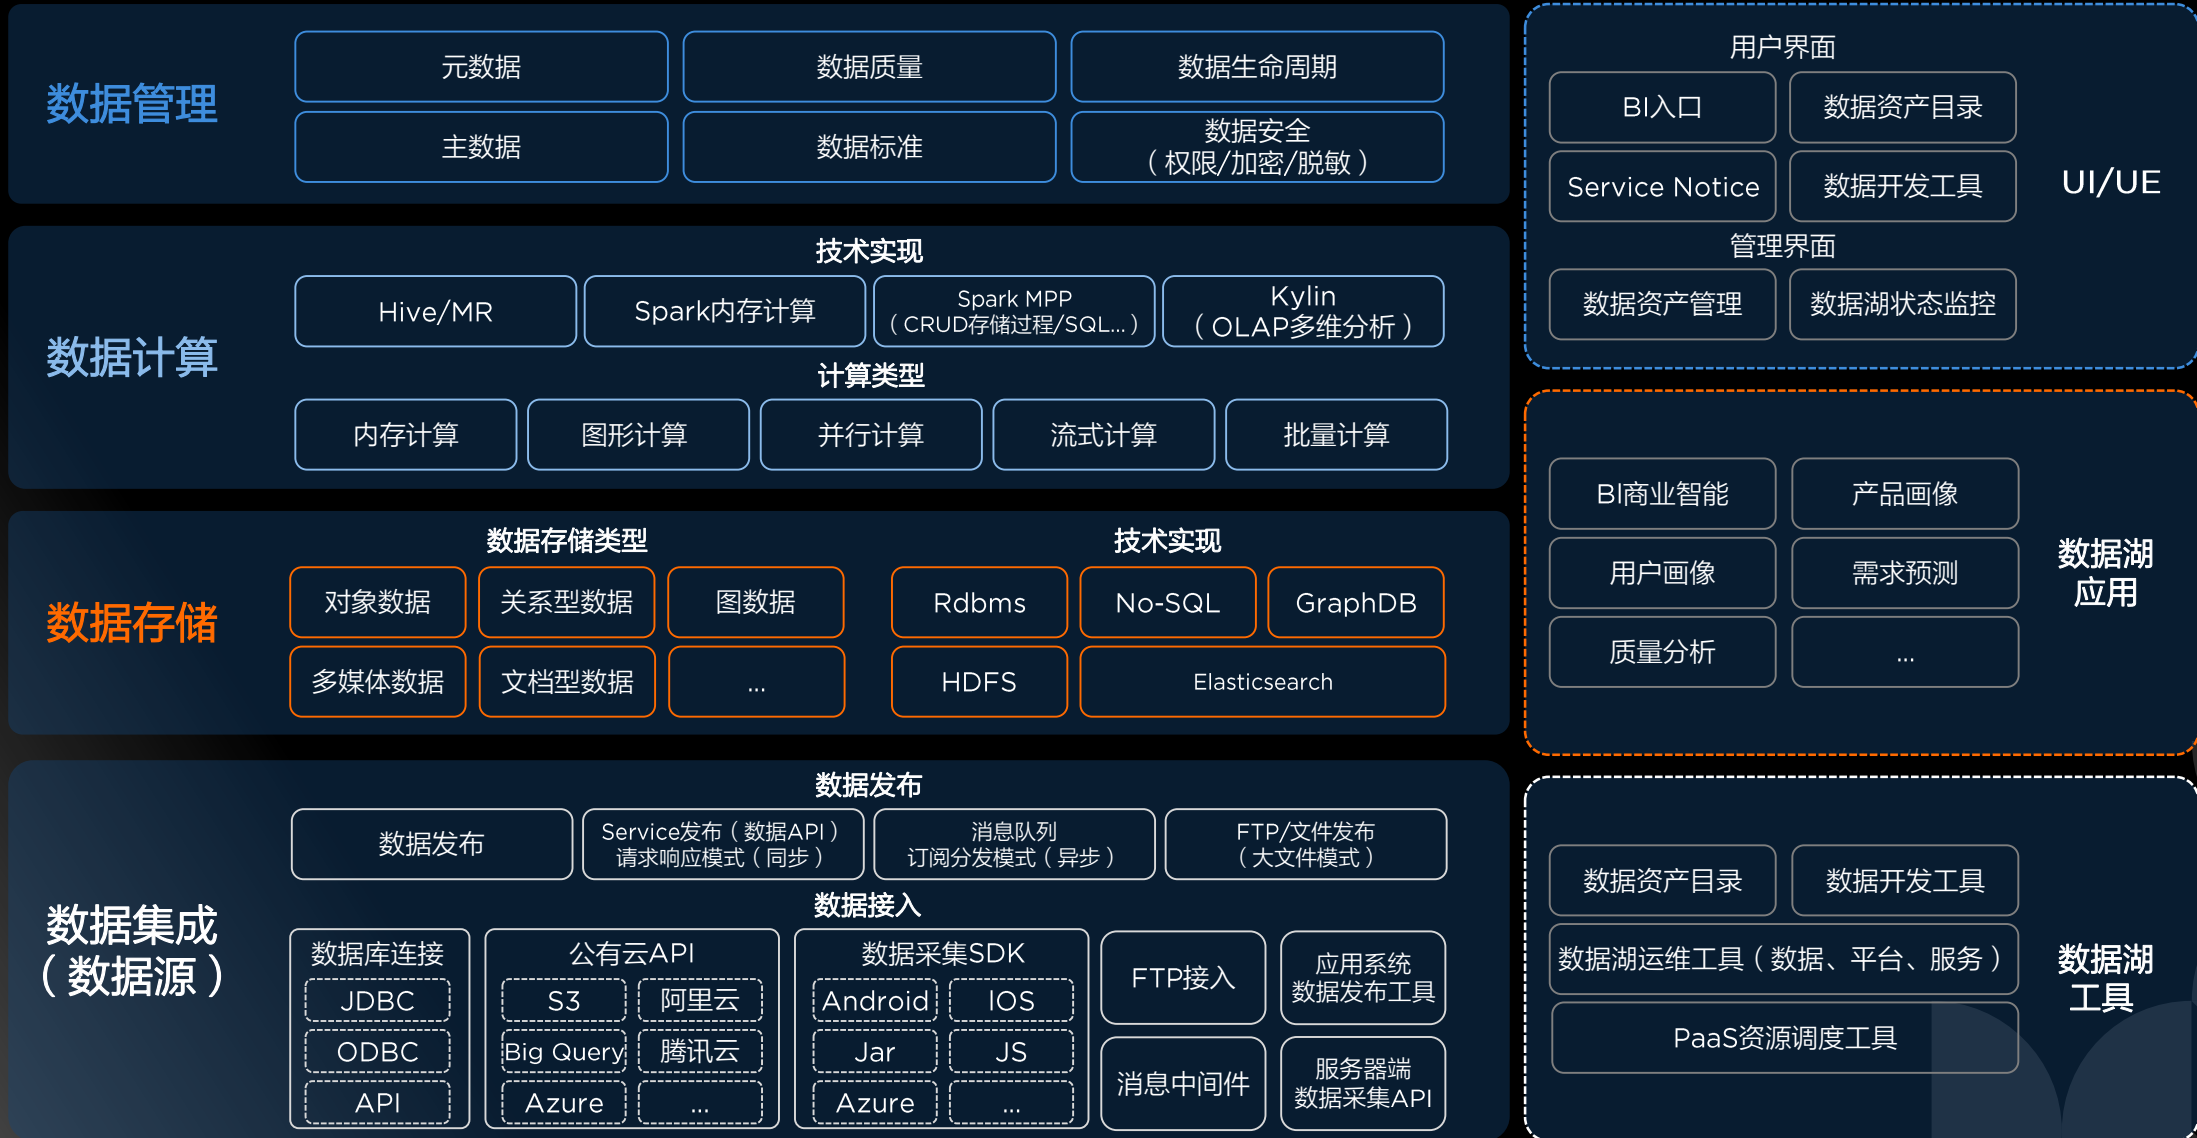 数据管理
元数据
数据质量
数据生命周期
主数据
数据标准
数据安全
（权限/加密/脱敏）
数据计算
技术实现
Hive/MR
Spark内存计算
Spark MPP
（CRUD存储过程/SQL...）
Kylin
（OLAP多维分析）
计算类型
内存计算
图形计算
并行计算
流式计算
批量计算
数据存储
数据存储类型
对象数据
关系型数据
图数据
多媒体数据
文档型数据
...
技术实现
Rdbms
No-SQL
GraphDB
HDFS
Elasticsearch
数据集成
（数据源）
数据发布
数据发布
Service发布（数据API）
请求响应模式（同步）
消息队列
订阅分发模式（异步）
FTP/文件发布
（大文件模式）
数据接入
数据库连接
JDBC
ODBC
API
公有云API
S3
阿里云
Big Query
腾讯云
Azure
...
数据采集SDK
Android
IOS
Jar
JS
Azure
...
FTP接入
应用系统
数据发布工具
消息中间件
服务器端
数据采集API
用户界面
BI入口
数据资产目录
Service Notice
数据开发工具
管理界面
数据资产管理
数据湖状态监控
UI/UE
BI商业智能
产品画像
用户画像
需求预测
质量分析
...
数据湖
应用
数据资产目录
数据开发工具
数据湖运维工具（数据、平台、服务）
PaaS资源调度工具
数据湖
工具